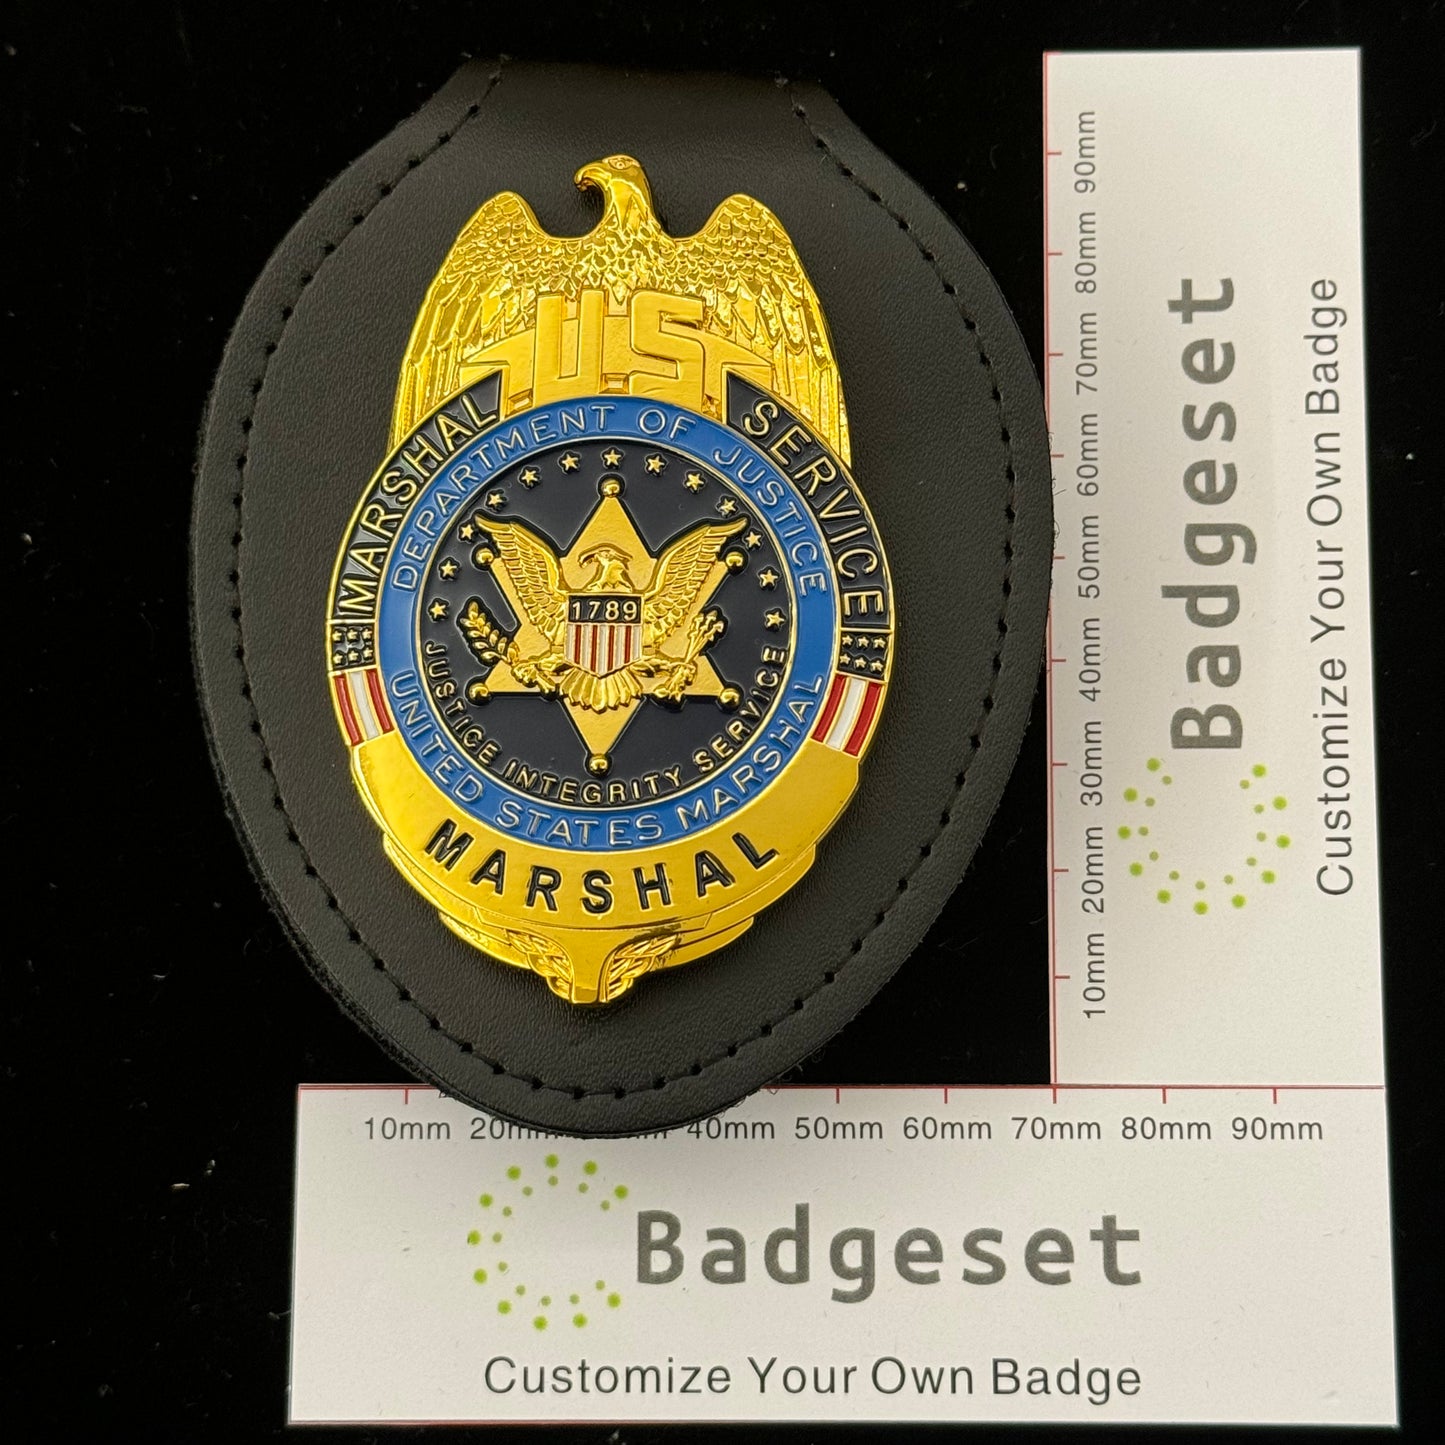 U.S
MARSHAL SERVICE
DEPARTMENT OF JUSTICE
1789
JUSTICE INTEGRITY SERVICE
UNITED STATES MARSHAL
MARSHAL
90mm
80mm
70mm
60mm
50mm
40mm
30mm
20mm
10mm
Badgeset
Customize Your Own Badge
10mm 20mm 40mm 50mm 60mm 70mm 80mm 90mm
Badgeset
Customize Your Own Badge